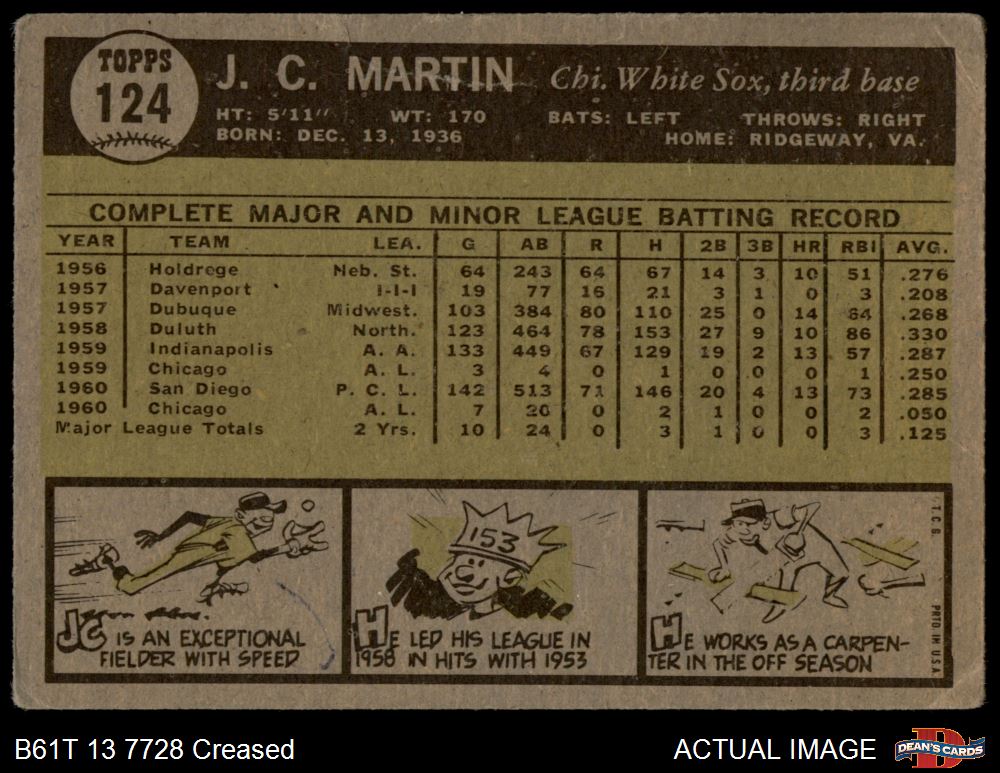 TOPPS
124
J. C. MARTIN Chi. White Sox, third base
HT: 5'11" WT: 170 BATS: LEFT THROWS: RIGHT
BORN: DEC. 13, 1936 HOME: RIDGEWAY, VA.
COMPLETE MAJOR AND MINOR LEAGUE BATTING RECORD
YEAR TEAM LEA. G AB R H 2B 3B HR RBI AVG.
1956 Holdrege Neb. St. 64 243 64 67 14 3 10 51 .276
1957 Davenport I-I-I 19 77 16 21 3 1 0 3 .208
1957 Dubuque Midwest. 103 384 80 110 25 0 14 64 .268
1958 Duluth North. 123 464 78 153 27 9 10 86 .330
1959 Indianapolis A. A. 133 449 67 129 19 2 13 57 .287
1959 Chicago A. L. 3 4 0 1 0 0 0 1 .250
1960 San Diego P. C. L. 142 513 71 146 20 4 13 73 .285
1960 Chicago A. L. 7 20 0 2 1 0 0 2 .050
Major League Totals 2 Yrs. 10 24 0 3 1 0 0 3 .125
JC IS AN EXCEPTIONAL
FIELDER WITH SPEED
153
HE LED HIS LEAGUE IN
1958 IN HITS WITH 1953
HE WORKS AS A CARPEN-
TER IN THE OFF SEASON
T.C.G.
PRTD IN U.S.A.
B61T 13 7728 Creased
ACTUAL IMAGE
D
DEAN'S CARDS